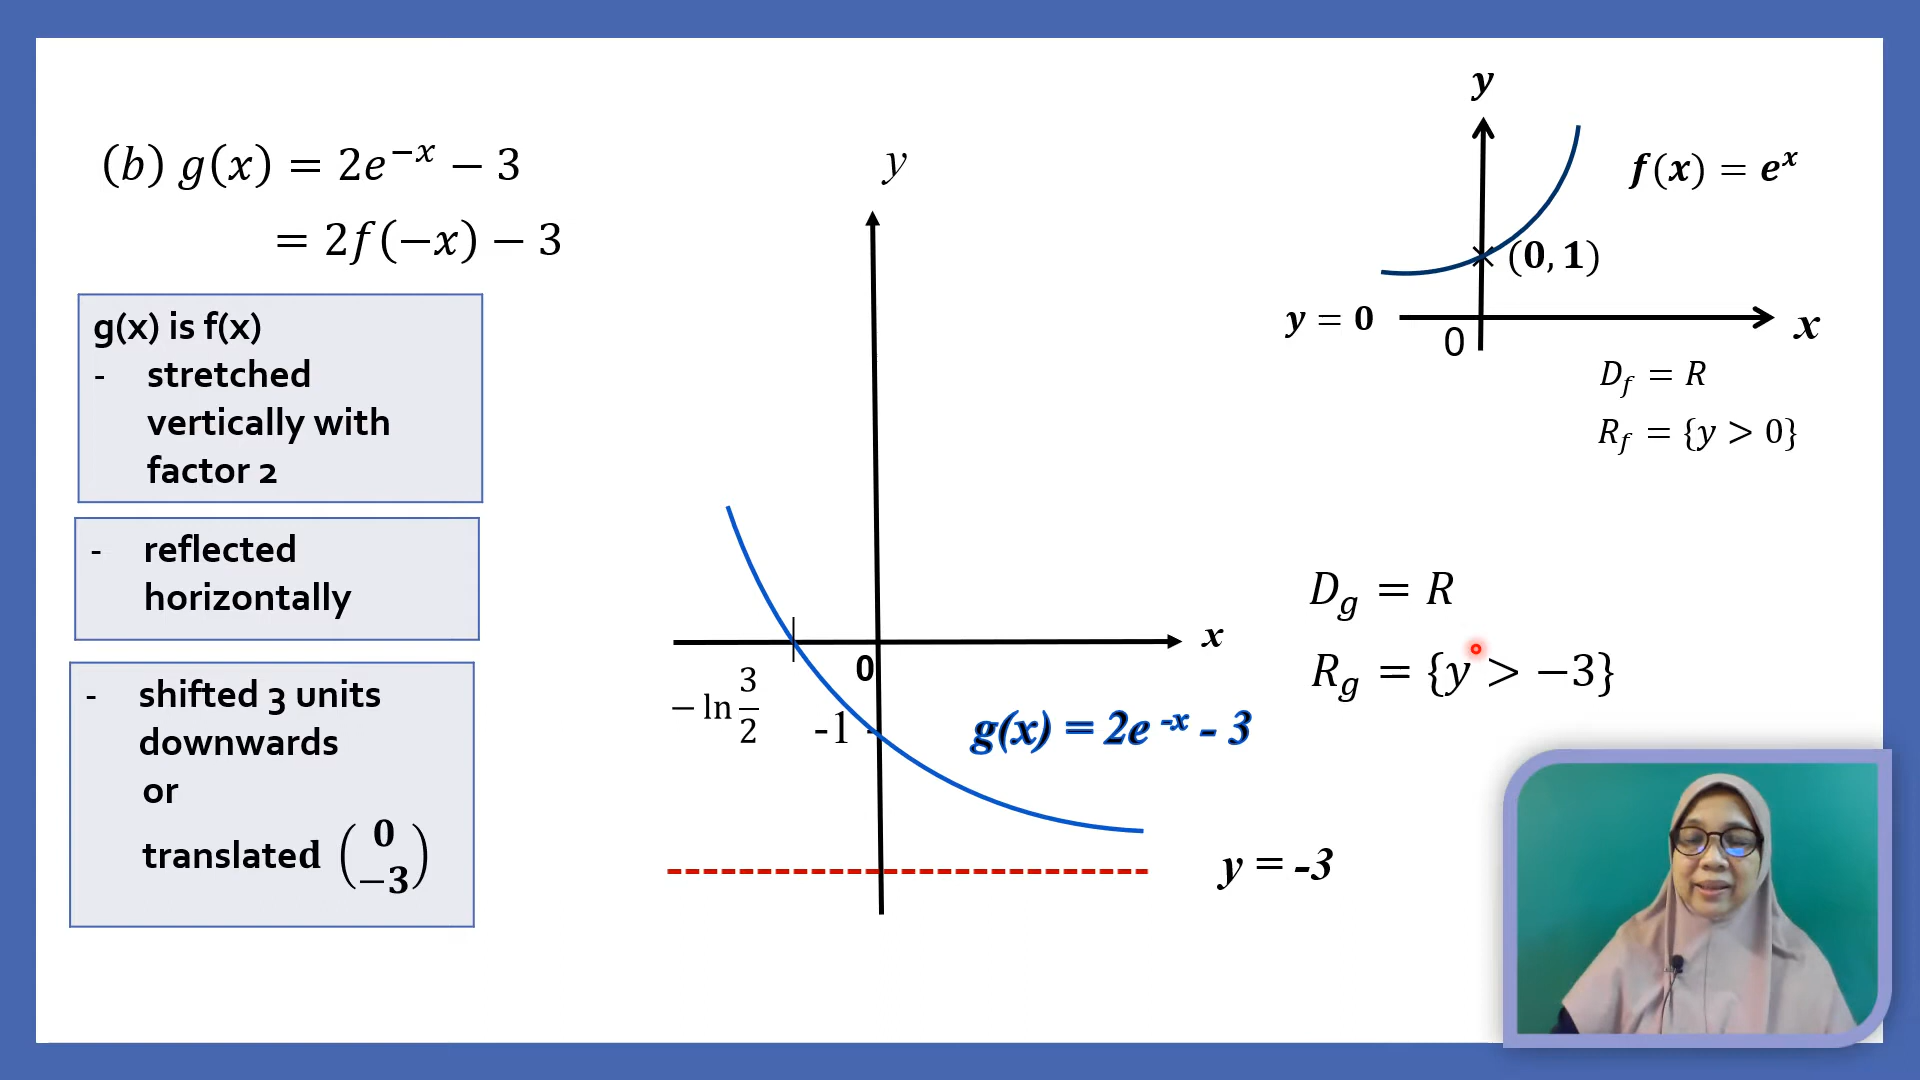 (b) g(x) = 2e^{−x} − 3
= 2f(−x) − 3
g(x) is f(x)
- stretched
vertically with
factor 2
- reflected
horizontally
- shifted 3 units
downwards
or
translated (0 −3)
y
x
0
− ln 3/2
-1
g(x) = 2e^{-x} - 3
y = -3
y
f(x) = e^x
(0, 1)
y = 0
0
x
D_f = R
R_f = {y > 0}
D_g = R
R_g = {y > −3}